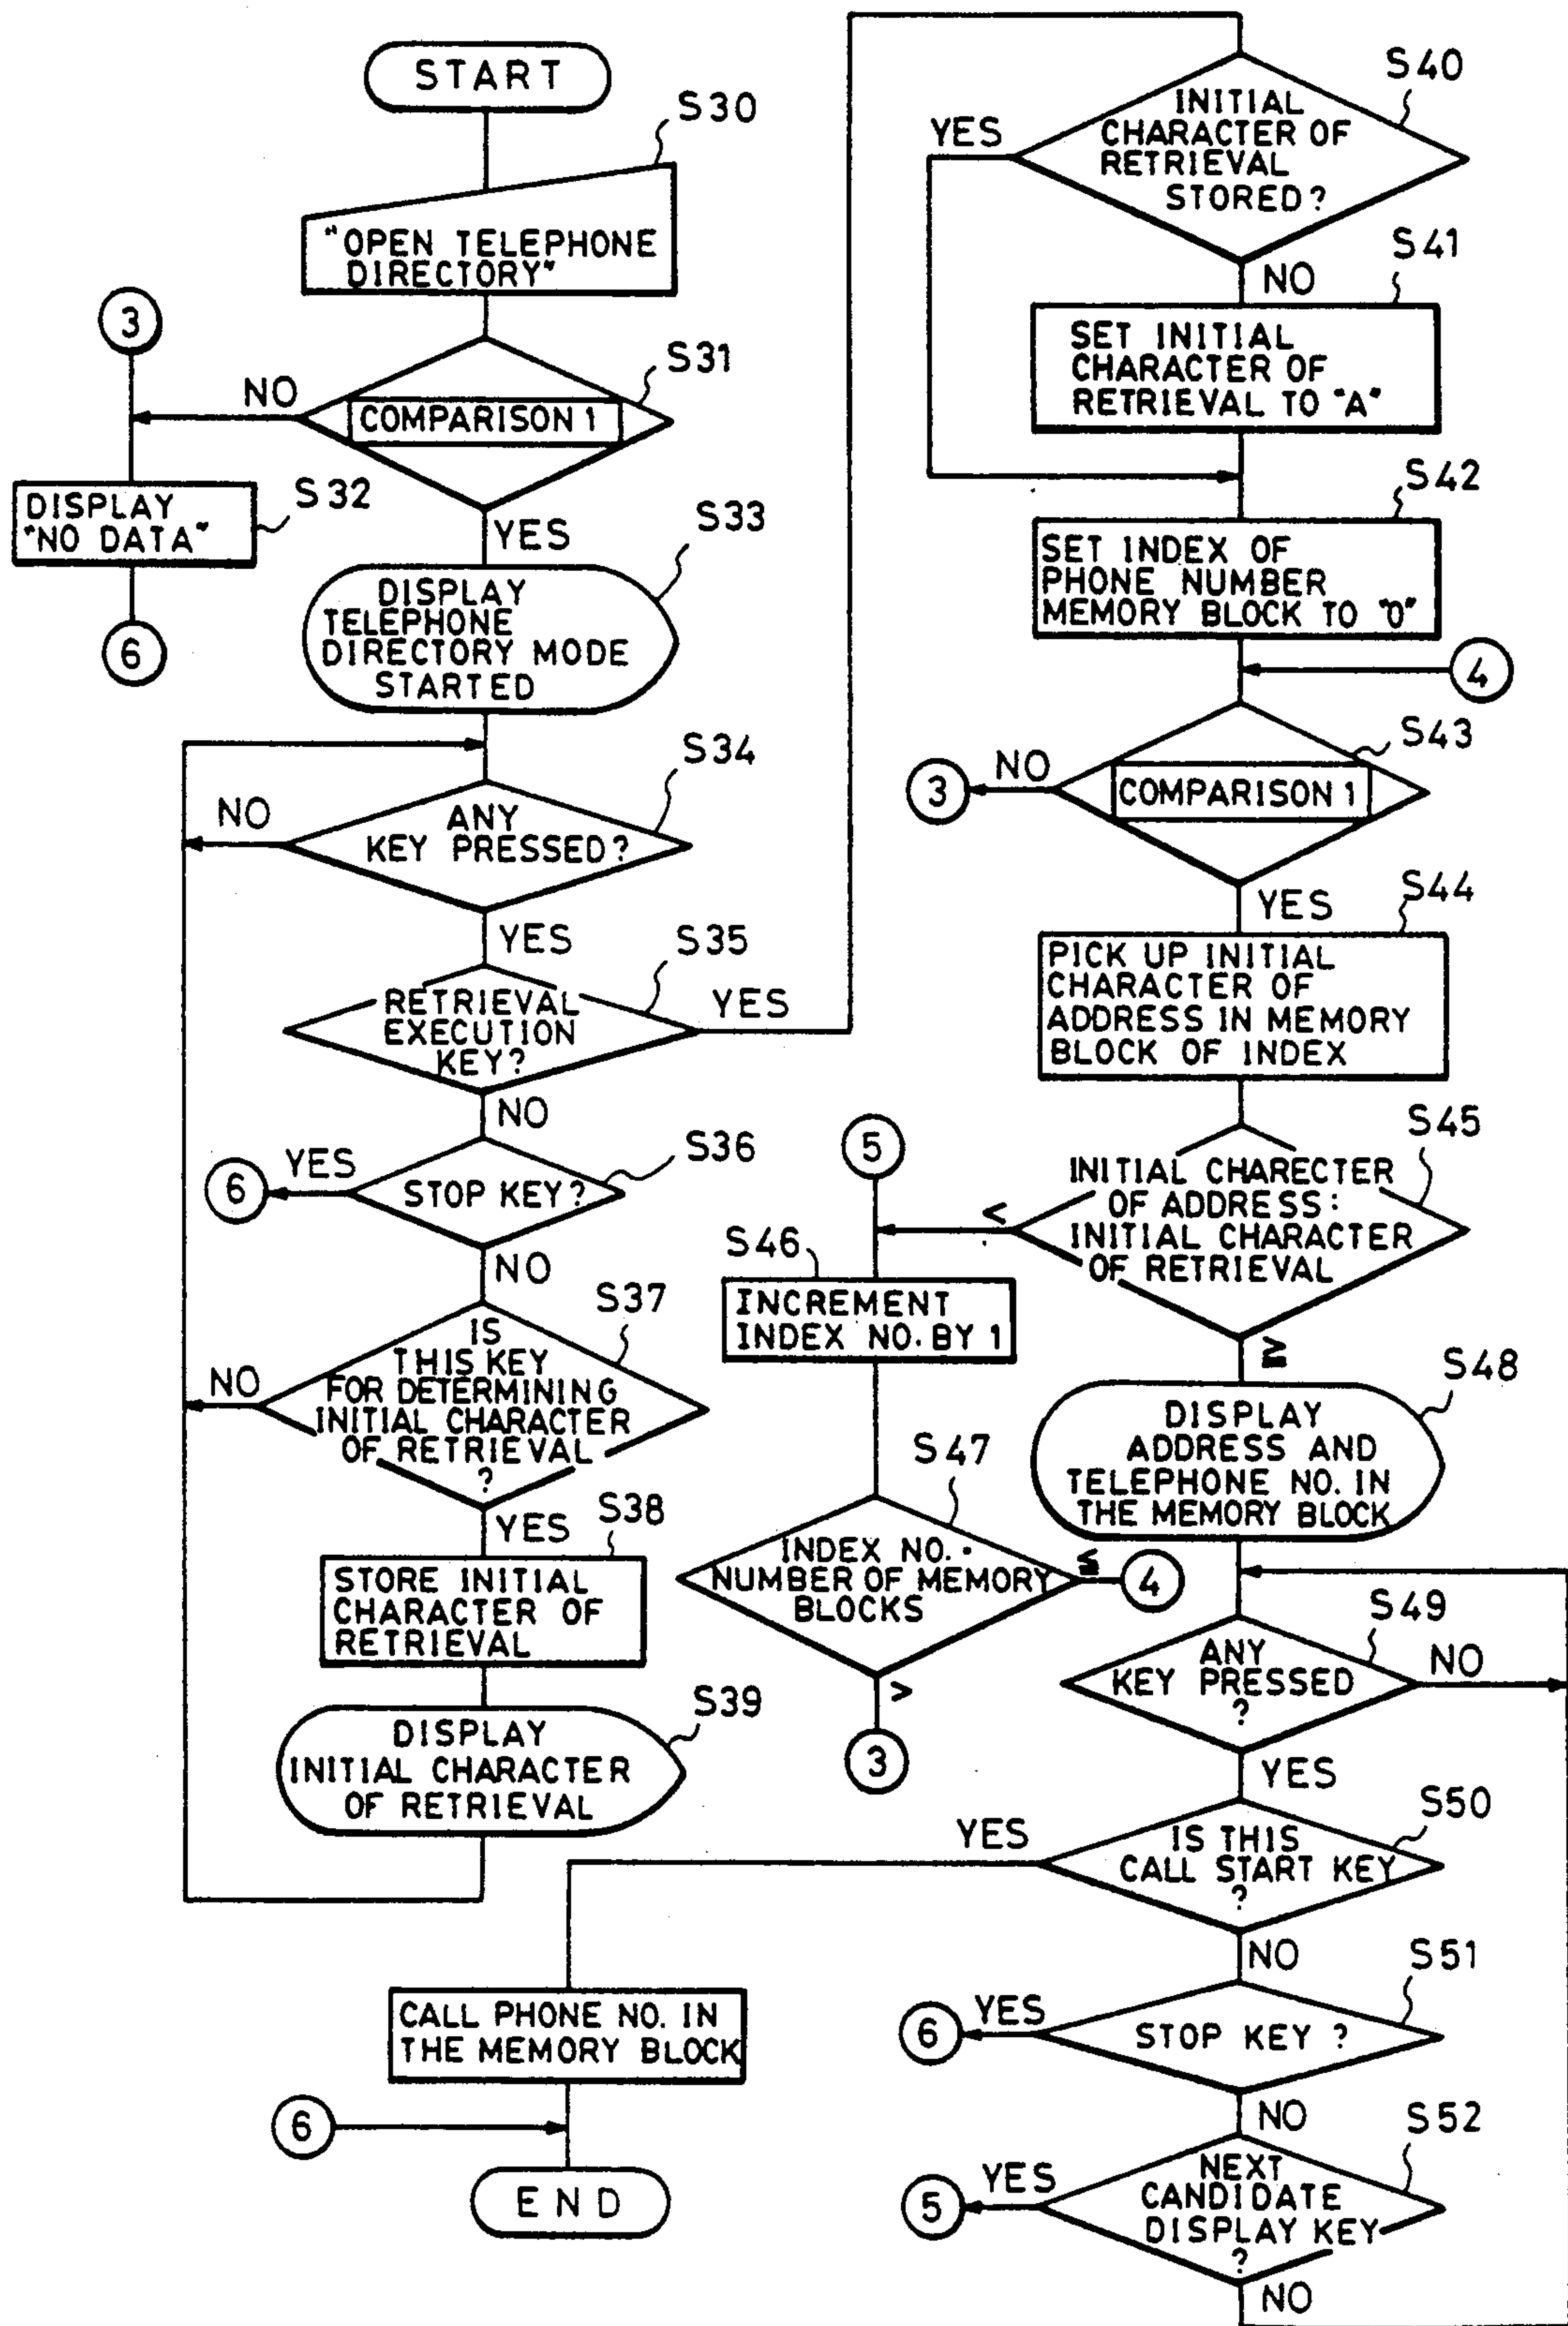 START
S30
"OPEN TELEPHONE
DIRECTORY"
3
NO
S31
COMPARISON 1
DISPLAY
"NO DATA"
S32
YES
S33
6
DISPLAY
TELEPHONE
DIRECTORY MODE
STARTED
S34
NO
ANY
KEY PRESSED?
YES
S35
RETRIEVAL
EXECUTION
KEY?
YES
NO
S36
6
YES
STOP KEY?
NO
S37
NO
IS
THIS KEY
FOR DETERMINING
INITIAL CHARACTER
OF RETRIEVAL
?
YES
S38
STORE INITIAL
CHARACTER OF
RETRIEVAL
S39
DISPLAY
INITIAL CHARACTER
OF RETRIEVAL
S40
YES
INITIAL
CHARACTER OF
RETRIEVAL
STORED?
S41
NO
SET INITIAL
CHARACTER OF
RETRIEVAL TO "A"
S42
SET INDEX OF
PHONE NUMBER
MEMORY BLOCK TO "0"
4
S43
3
NO
COMPARISON 1
S44
YES
PICK UP INITIAL
CHARACTER OF
ADDRESS IN MEMORY
BLOCK OF INDEX
S45
5
INITIAL CHARECTER
OF ADDRESS:
INITIAL CHARACTER
OF RETRIEVAL
<
S46
INCREMENT
INDEX NO. BY 1
≧
S48
DISPLAY
ADDRESS AND
TELEPHONE NO. IN
THE MEMORY BLOCK
S47
INDEX NO. ·
NUMBER OF MEMORY
BLOCKS
≦
4
>
3
S49
ANY
KEY PRESSED
?
NO
YES
S50
YES
IS THIS
CALL START KEY
?
NO
S51
CALL PHONE NO. IN
THE MEMORY BLOCK
6
YES
STOP KEY ?
6
NO
S52
END
5
YES
NEXT
CANDIDATE
DISPLAY KEY
?
NO